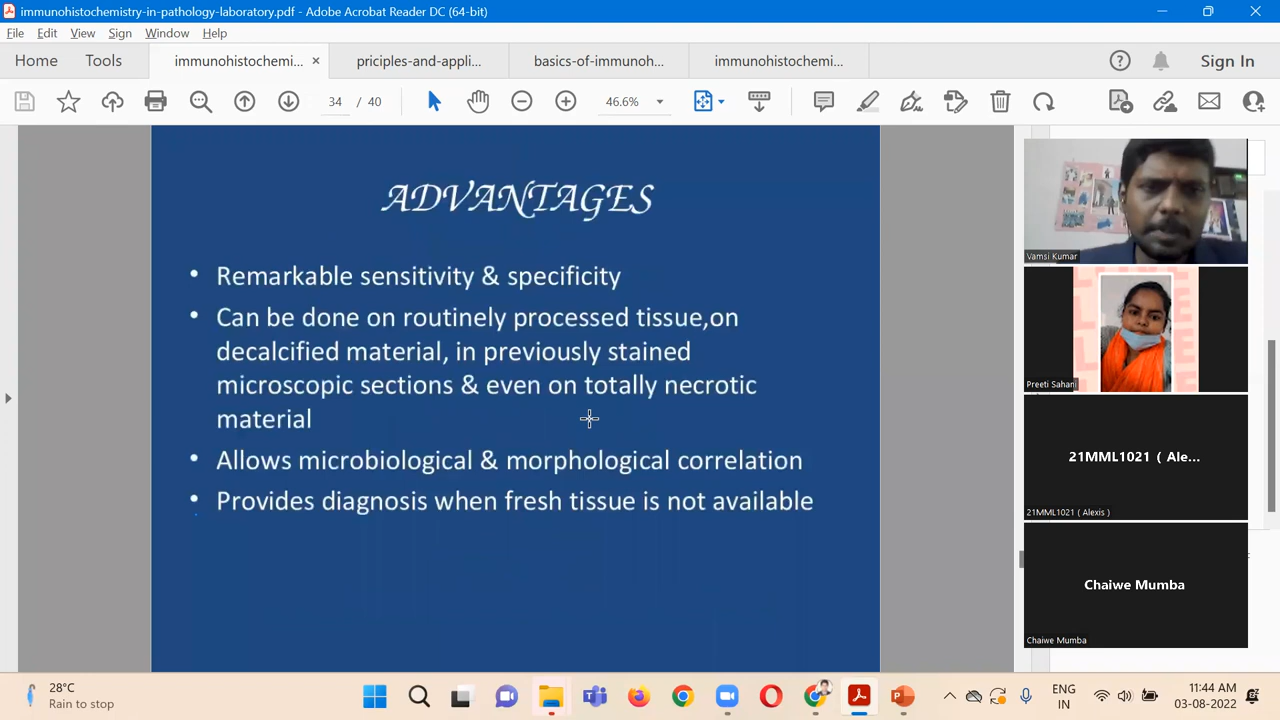 immunohistochemistry-in-pathology-laboratory.pdf - Adobe Acrobat Reader DC (64-bit)
File Edit View Sign Window Help
Home Tools immunohistochemi... × priciples-and-appli... basics-of-immunoh... immunohistochemi... Sign In
34 / 40 46.6%
ADVANTAGES
• Remarkable sensitivity & specificity
• Can be done on routinely processed tissue,on
decalcified material, in previously stained
microscopic sections & even on totally necrotic
material
• Allows microbiological & morphological correlation
• Provides diagnosis when fresh tissue is not available
Vamsi Kumar
Preeti Sahani
21MML1021 ( Ale...
21MML1021 ( Alexis )
Chaiwe Mumba
Chaiwe Mumba
28°C
Rain to stop
ENG
IN
11:44 AM
03-08-2022